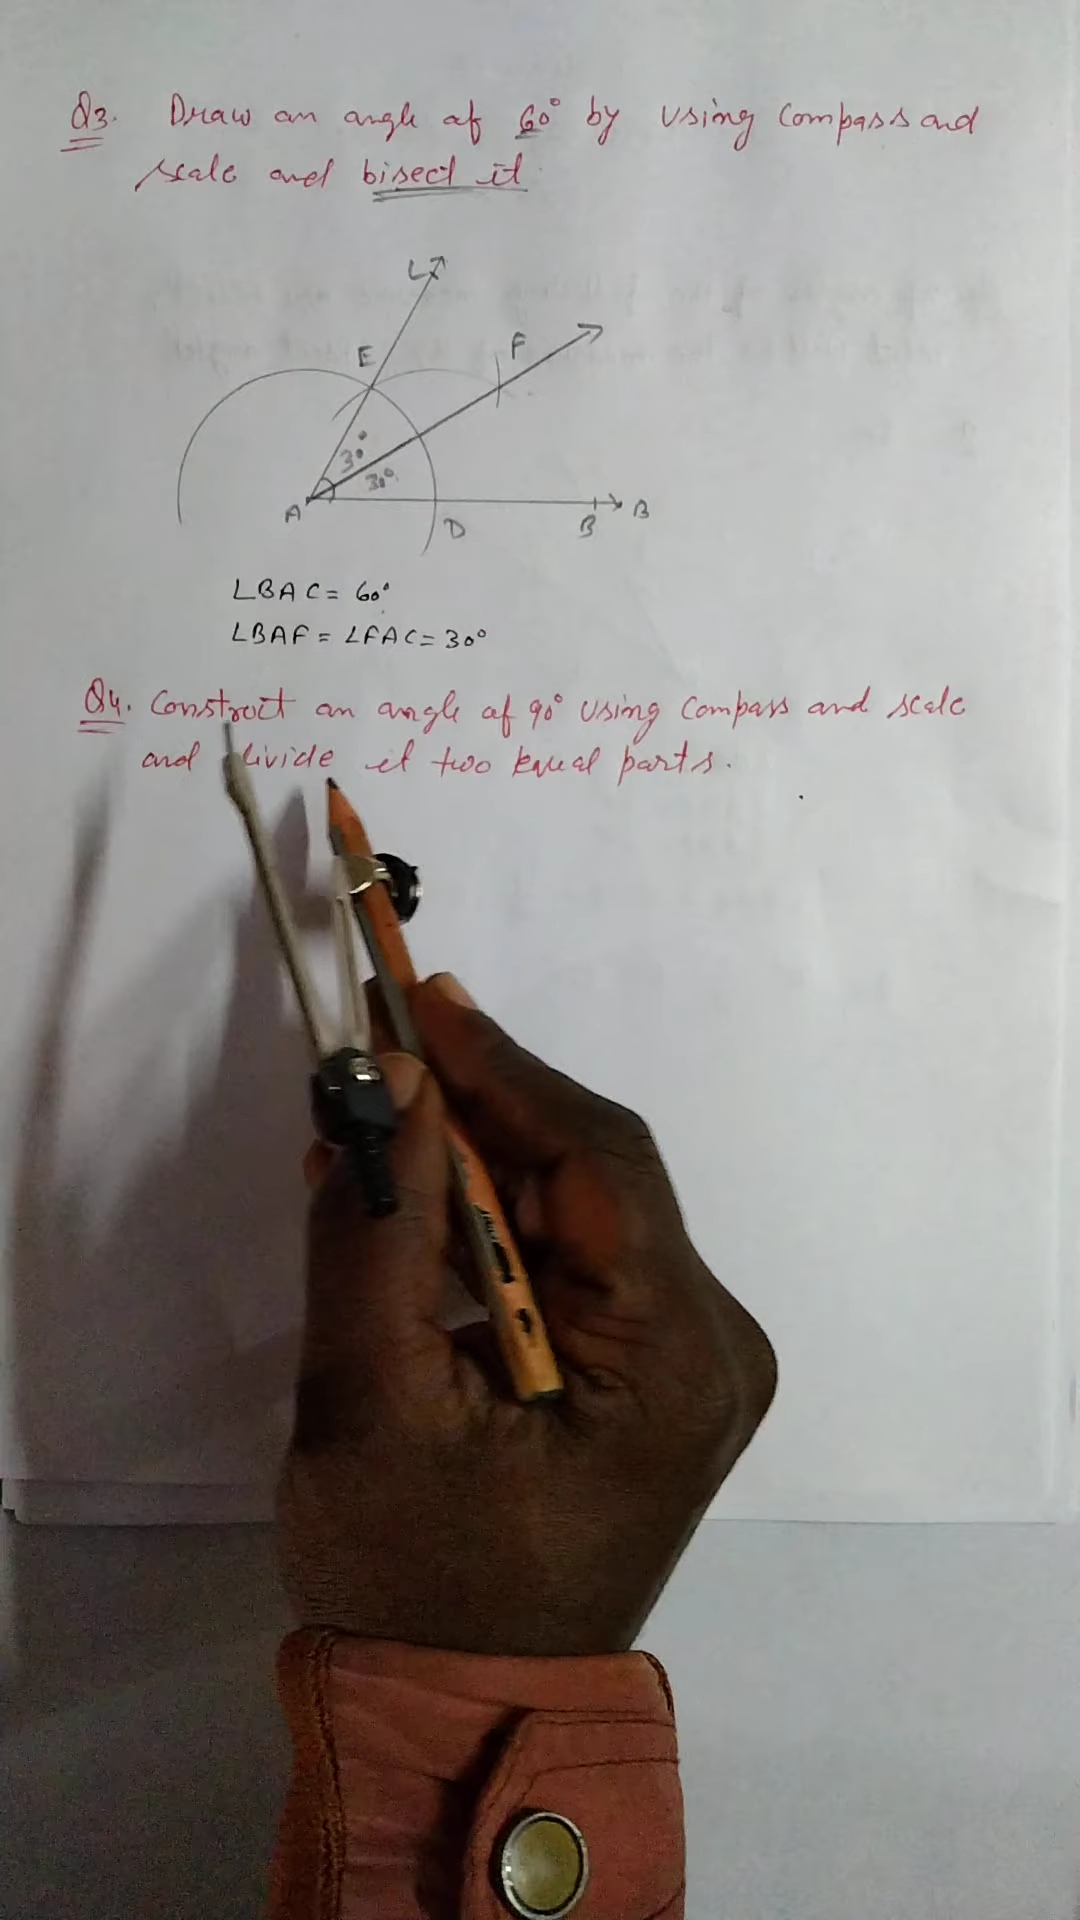 Q3. Draw an angle of 60° by using Compass and
scale and bisect it
C
F
E
30°
30°
A
D
B
B
∠BAC = 60°
∠BAF = ∠FAC = 30°
Q4. Construct an angle of 90° using Compass and scale
and divide it two equal parts.